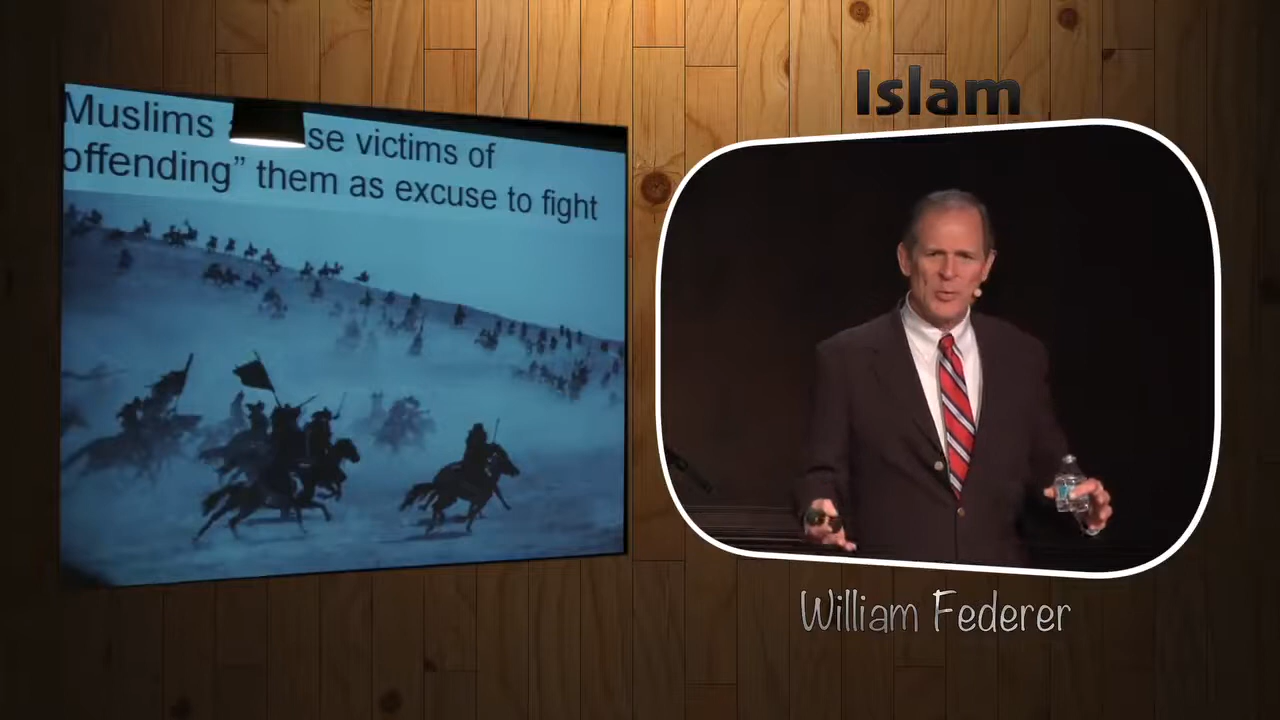 Islam
Muslims se victims of
offending” them as excuse to fight
William Federer